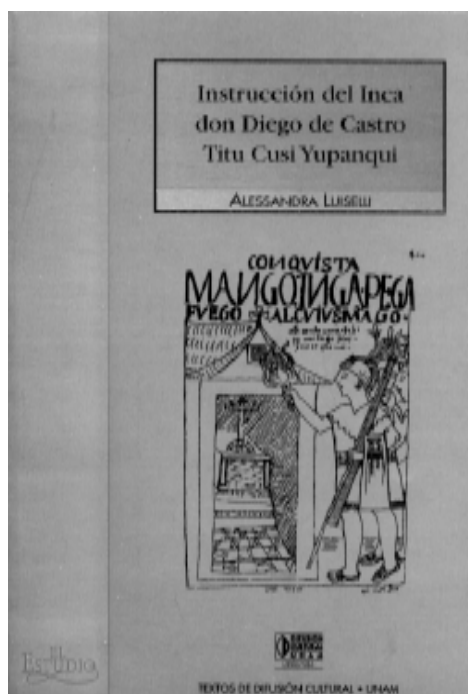 Instrucción del Inca
don Diego de Castro
Titu Cusi Yupanqui
ALESSANDRA LUISELLI
CONQVISTA
MANGOINGAPEGA
FVEGO ALCVIVSMAGO
EL
ESTUDIO
TEXTOS DE DIFUSIÓN CULTURAL • UNAM